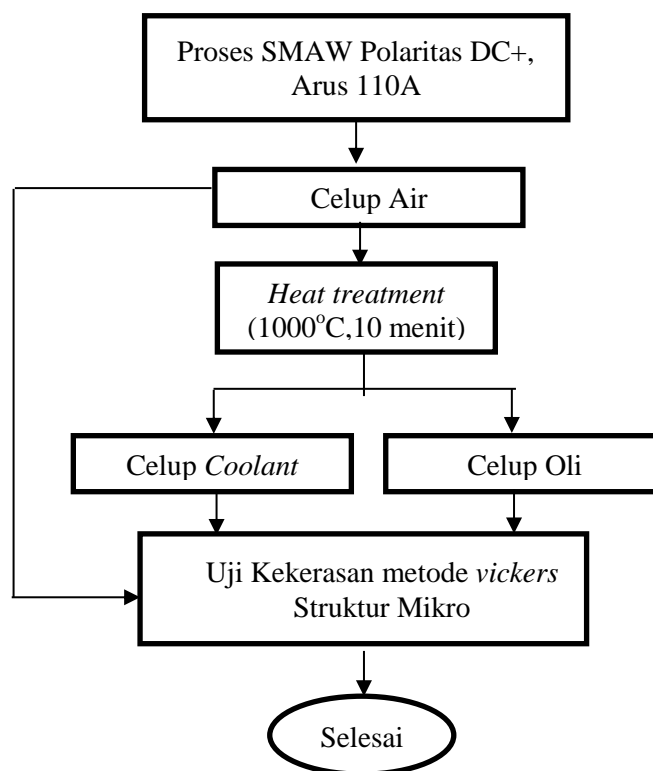 Proses SMAW Polaritas DC+,
Arus 110A
Celup Air
Heat treatment
(1000°C,10 menit)
Celup Coolant
Celup Oli
Uji Kekerasan metode vickers
Struktur Mikro
Selesai